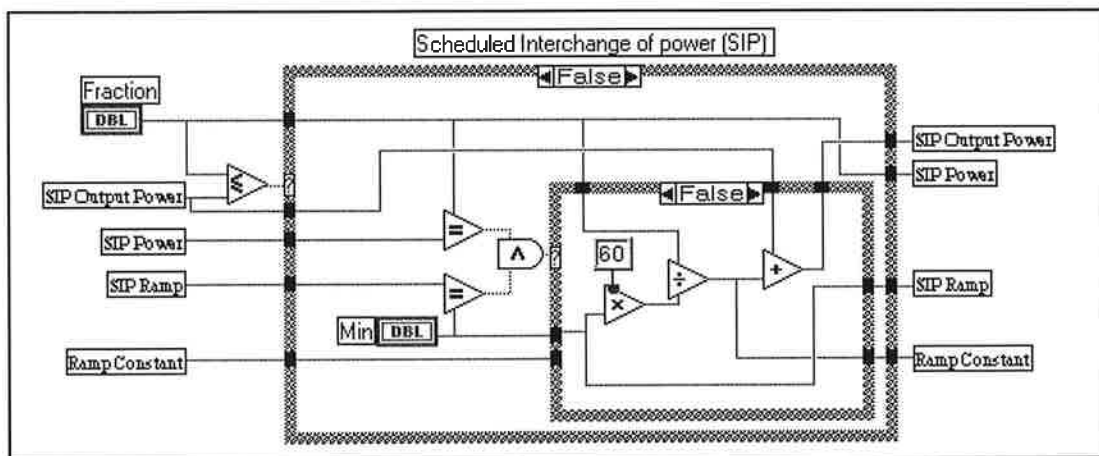 Scheduled Interchange of power (SIP)
False
Fraction
DBL
SIP Output Power
SIP Power
SIP Ramp
Min DBL
Ramp Constant
False
60
=
=
∧
×
÷
+
≤
?
?
SIP Output Power
SIP Power
SIP Ramp
Ramp Constant